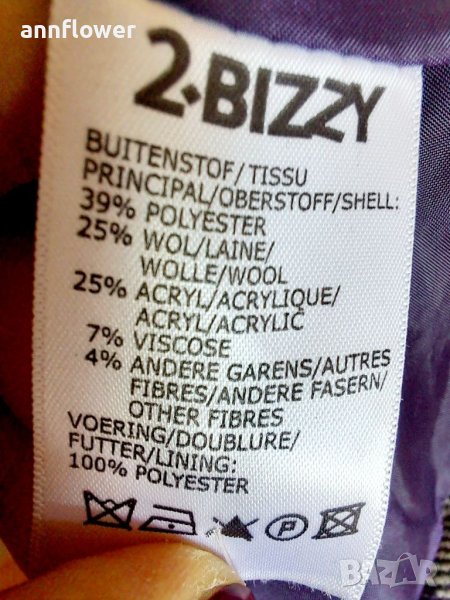 annflower
2·BIZZY
BUITENSTOF/TISSU
PRINCIPAL/OBERSTOFF/SHELL:
39% POLYESTER
25% WOL/LAINE/
WOLLE/WOOL
25% ACRYL/ACRYLIQUE/
ACRYL/ACRYLIC
7% VISCOSE
4% ANDERE GARENS/AUTRES
FIBRES/ANDERE FASERN/
OTHER FIBRES
VOERING/DOUBLURE/
FUTTER/LINING:
100% POLYESTER
P
BAZAR